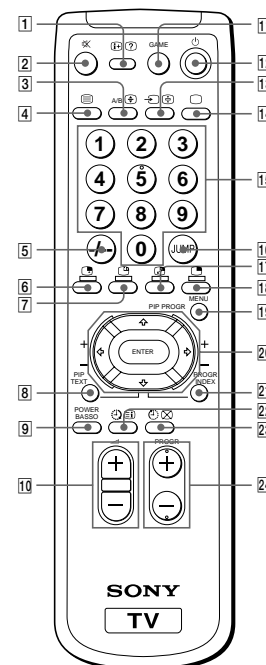 1
2
3
4
GAME
A/B
1 2 3
4 5 6
7 8 9
-/-- 0 JUMP
5
6
7
PIP PROGR
MENU
+ +
ENTER
- -
8
PIP
TEXT
PROGR
INDEX
9
POWER
BASSO
10
PROGR
+ +
- -
SONY
TV